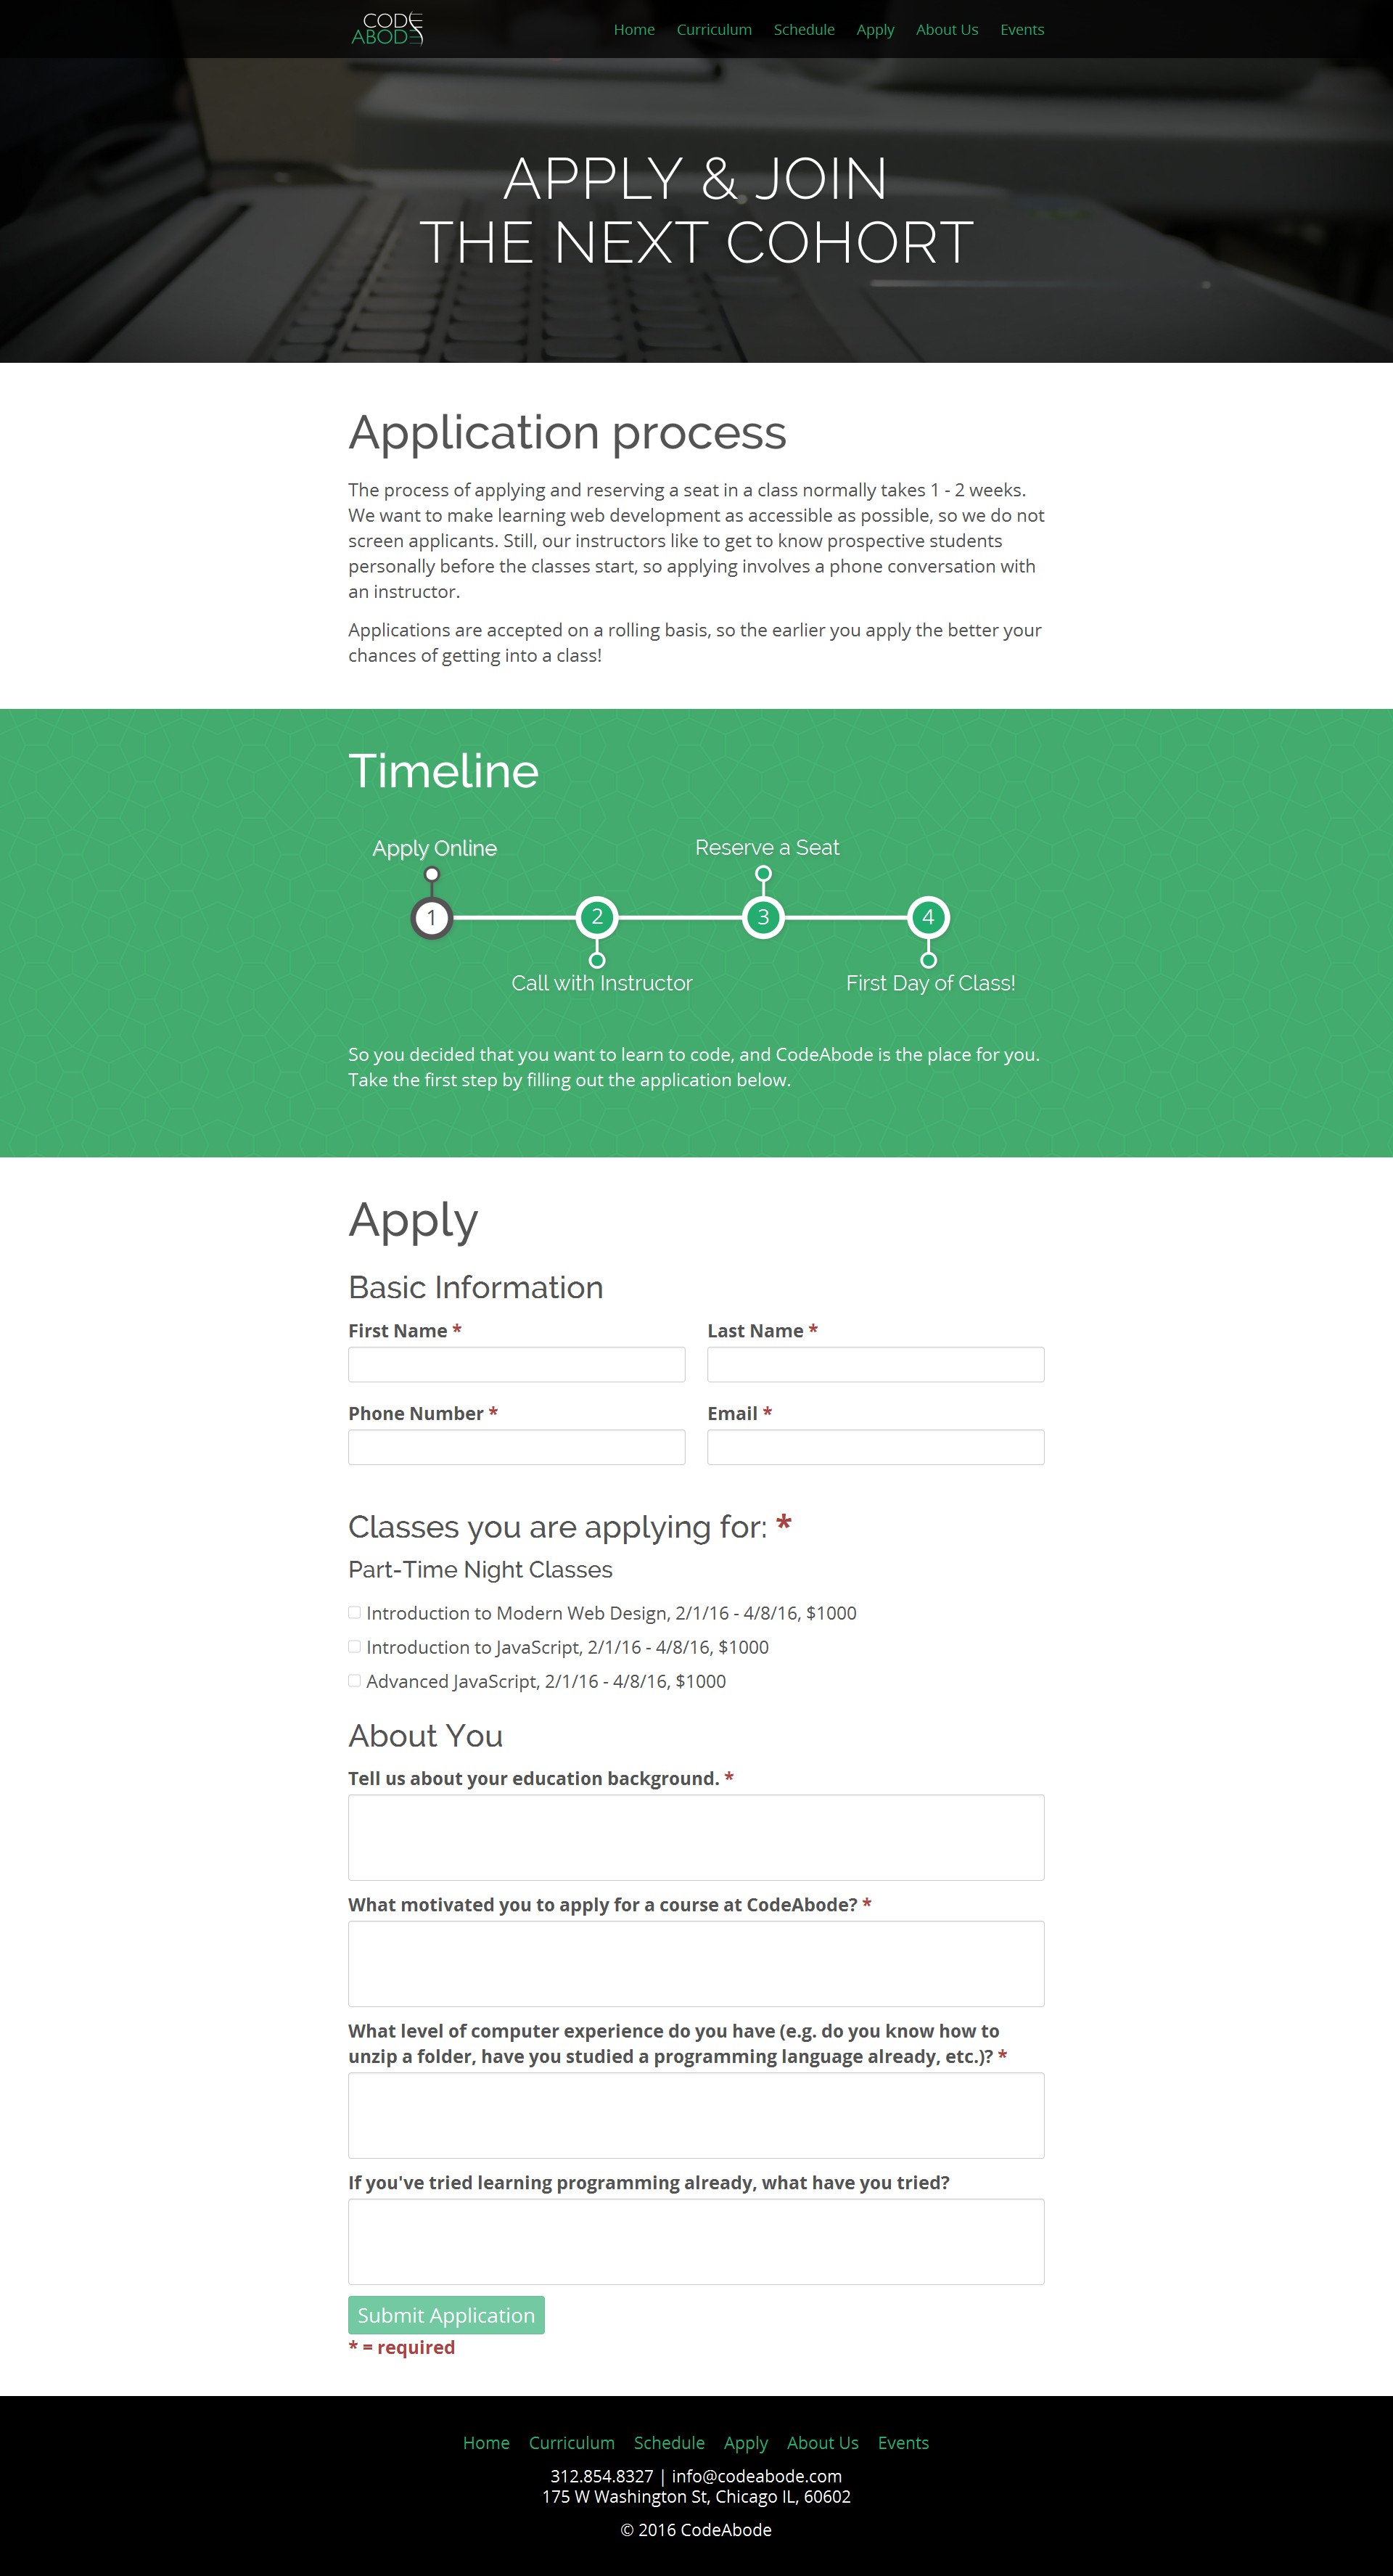 CODE
ABODE
Home Curriculum Schedule Apply About Us Events
APPLY & JOIN
THE NEXT COHORT
Application process
The process of applying and reserving a seat in a class normally takes 1 - 2 weeks.
We want to make learning web development as accessible as possible, so we do not
screen applicants. Still, our instructors like to get to know prospective students
personally before the classes start, so applying involves a phone conversation with
an instructor.
Applications are accepted on a rolling basis, so the earlier you apply the better your
chances of getting into a class!
Timeline
Apply Online
Reserve a Seat
1
2
3
4
Call with Instructor
First Day of Class!
So you decided that you want to learn to code, and CodeAbode is the place for you.
Take the first step by filling out the application below.
Apply
Basic Information
First Name *
Last Name *
Phone Number *
Email *
Classes you are applying for: *
Part-Time Night Classes
Introduction to Modern Web Design, 2/1/16 - 4/8/16, $1000
Introduction to JavaScript, 2/1/16 - 4/8/16, $1000
Advanced JavaScript, 2/1/16 - 4/8/16, $1000
About You
Tell us about your education background. *
What motivated you to apply for a course at CodeAbode? *
What level of computer experience do you have (e.g. do you know how to
unzip a folder, have you studied a programming language already, etc.)? *
If you've tried learning programming already, what have you tried?
Submit Application
* = required
Home Curriculum Schedule Apply About Us Events
312.854.8327 | info@codeabode.com
175 W Washington St, Chicago IL, 60602
© 2016 CodeAbode